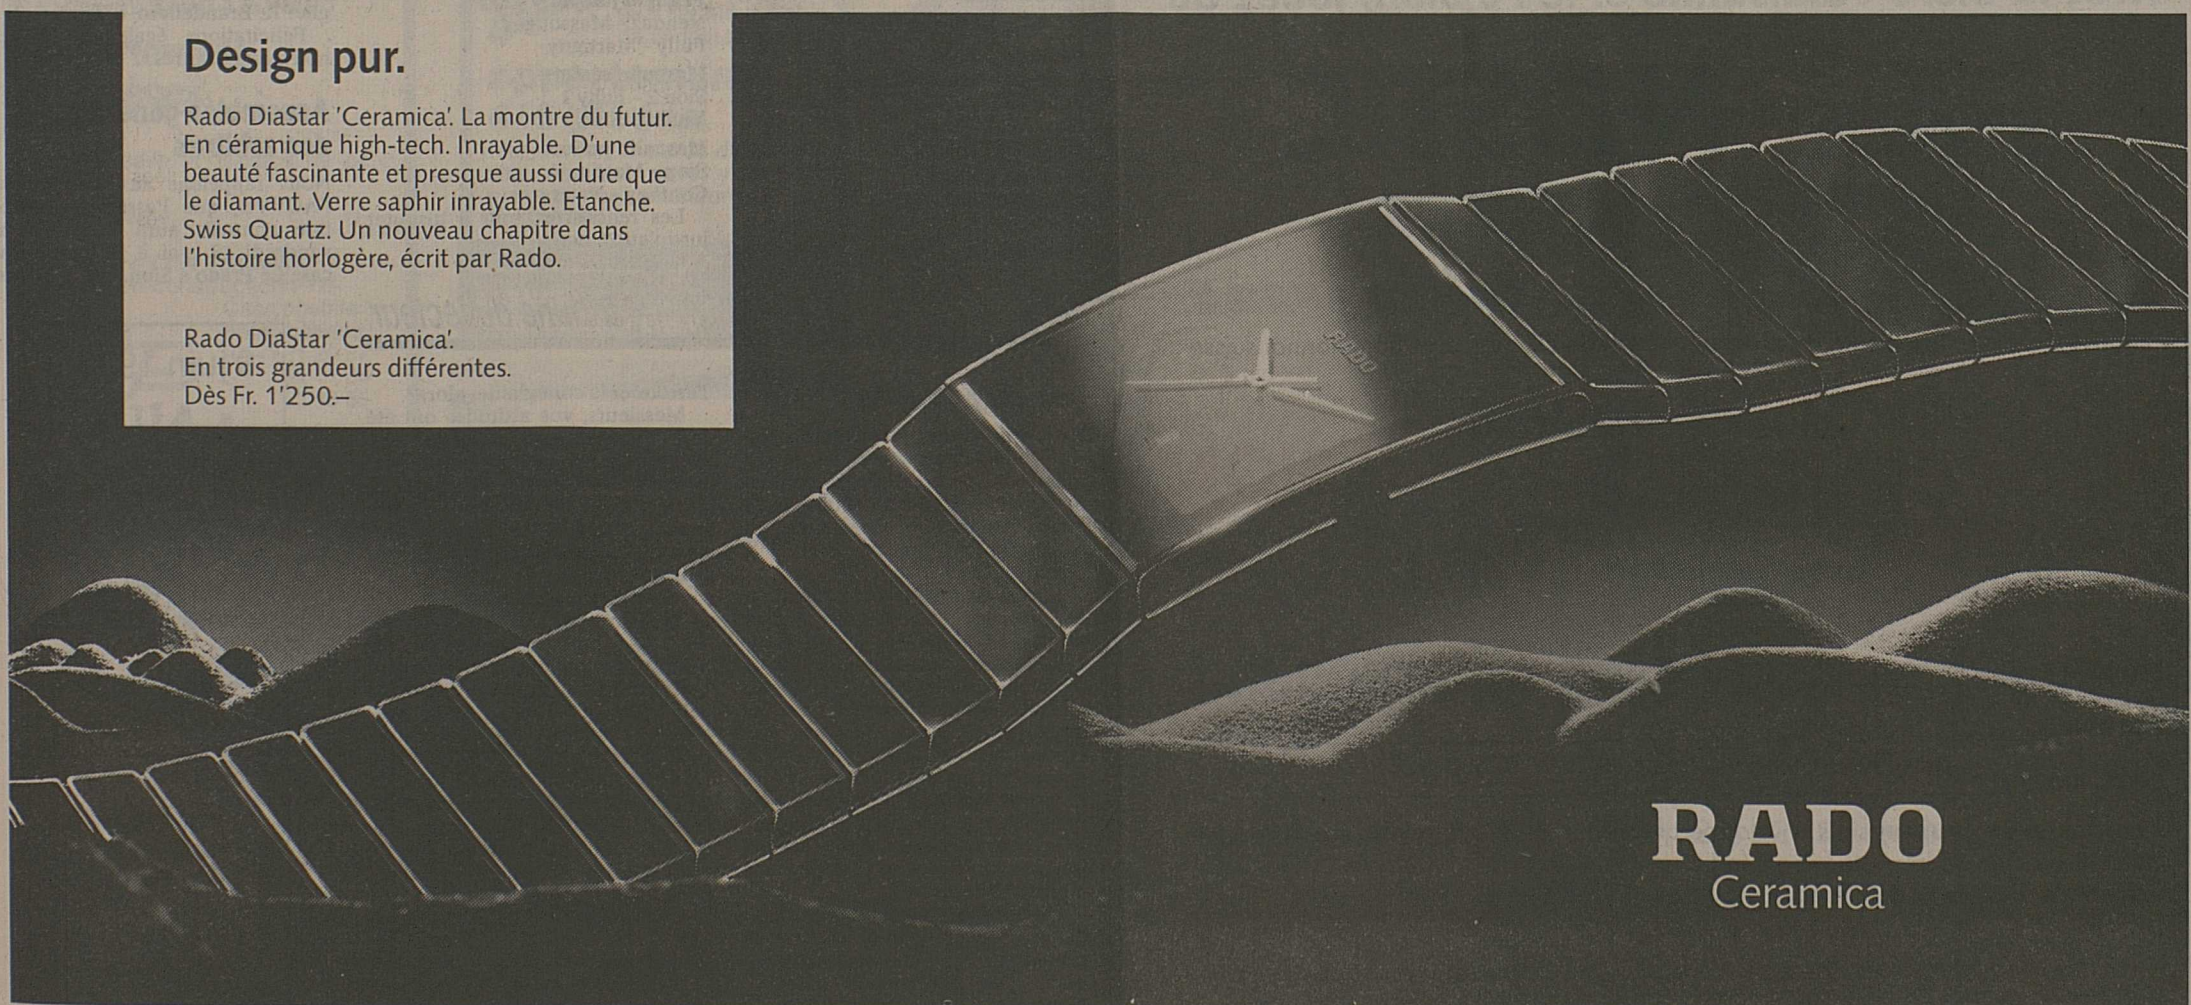 Design pur.
Rado DiaStar 'Ceramica'. La montre du futur.
En céramique high-tech. Inrayable. D'une
beauté fascinante et presque aussi dure que
le diamant. Verre saphir inrayable. Etanche.
Swiss Quartz. Un nouveau chapitre dans
l'histoire horlogère, écrit par Rado.
Rado DiaStar 'Ceramica'.
En trois grandeurs différentes.
Dès Fr. 1'250.–
RADO
RADO
Ceramica